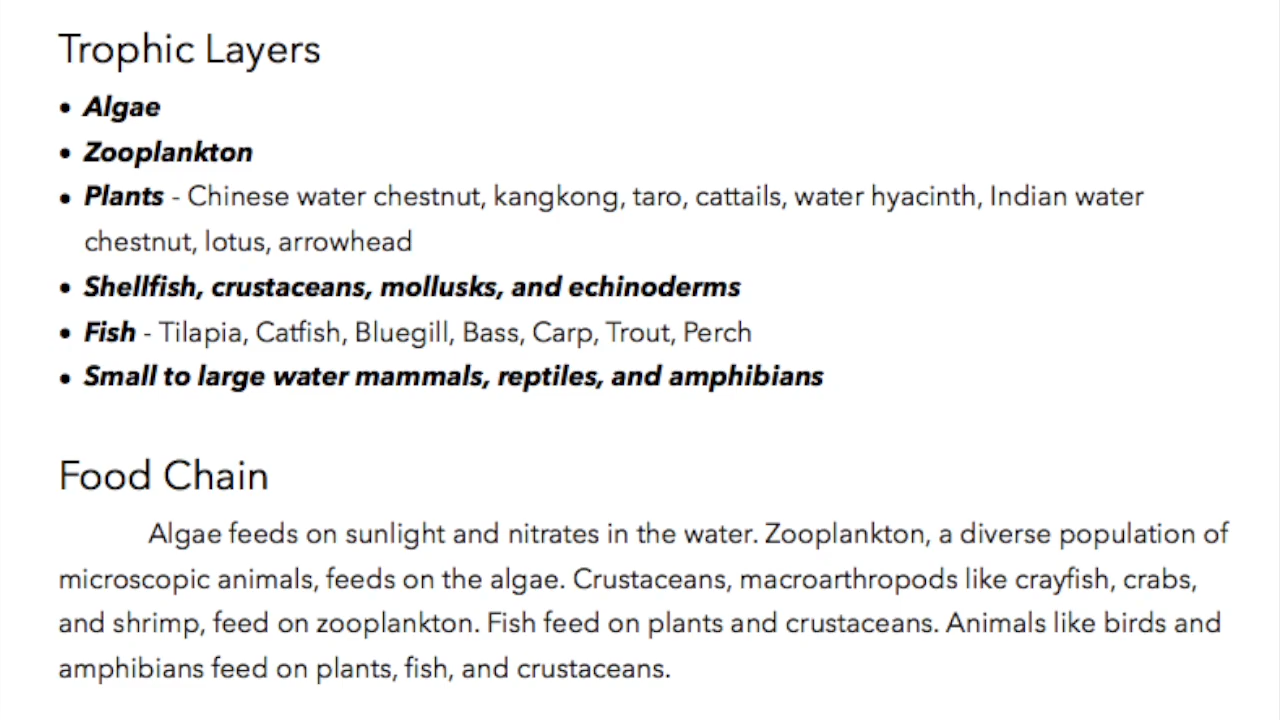 Trophic Layers
• Algae
• Zooplankton
• Plants - Chinese water chestnut, kangkong, taro, cattails, water hyacinth, Indian water
chestnut, lotus, arrowhead
• Shellfish, crustaceans, mollusks, and echinoderms
• Fish - Tilapia, Catfish, Bluegill, Bass, Carp, Trout, Perch
• Small to large water mammals, reptiles, and amphibians
Food Chain
Algae feeds on sunlight and nitrates in the water. Zooplankton, a diverse population of
microscopic animals, feeds on the algae. Crustaceans, macroarthropods like crayfish, crabs,
and shrimp, feed on zooplankton. Fish feed on plants and crustaceans. Animals like birds and
amphibians feed on plants, fish, and crustaceans.